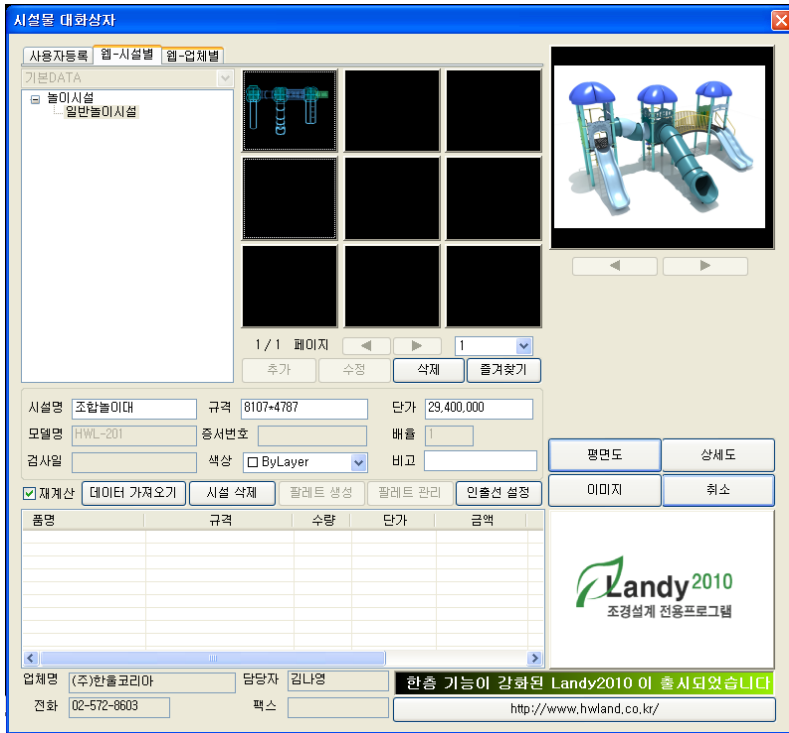 시설물 대화상자
사용자등록 웹-시설별 웹-업체별
기본DATA
놀이시설
일반놀이시설
1 / 1 페이지 1
추가 수정 삭제 즐겨찾기
시설명 조합놀이대 규격 8107*4787 단가 29,400,000
모델명 HWL-201 증서번호 배율 1
검사일 색상 ByLayer 비고
평면도 상세도
재계산 데이터 가져오기 시설 삭제 팔레트 생성 팔레트 관리 인출선 설정 이미지 취소
품명 규격 수량 단가 금액
Landy 2010
조경설계 전용프로그램
업체명 (주)한울코리아 담당자 김나영 한층 기능이 강화된 Landy2010 이 출시되었습니다
전화 02-572-8603 팩스 http://www.hwland.co.kr/